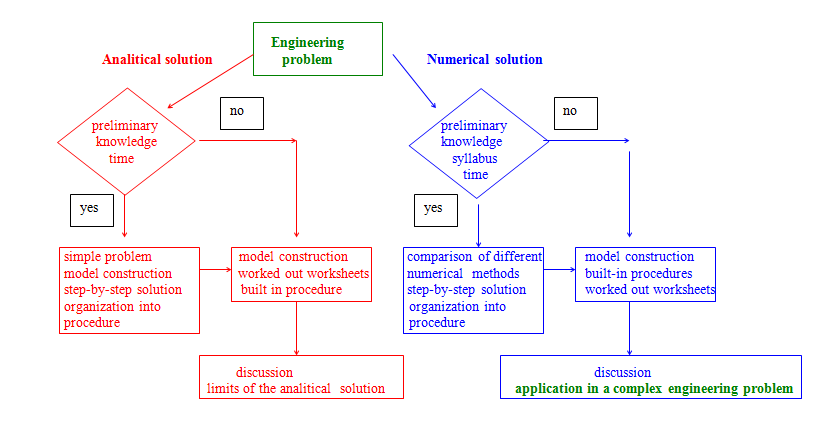 Engineering
problem
Analitical solution
Numerical solution
no
no
preliminary
knowledge
time
preliminary
knowledge
syllabus
time
yes
yes
simple problem
model construction
step-by-step solution
organization into
procedure
model construction
worked out worksheets
built in procedure
comparison of different
numerical methods
step-by-step solution
organization into
procedure
model construction
built-in procedures
worked out worksheets
discussion
limits of the analitical solution
discussion
application in a complex engineering problem